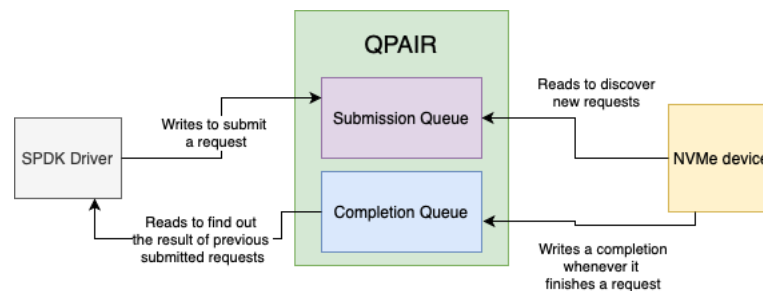 QPAIR
Reads to discover
new requests
Writes to submit
a request
Submission Queue
SPDK Driver
NVMe device
Reads to find out
the result of previous
submitted requests
Completion Queue
Writes a completion
whenever it
finishes a request